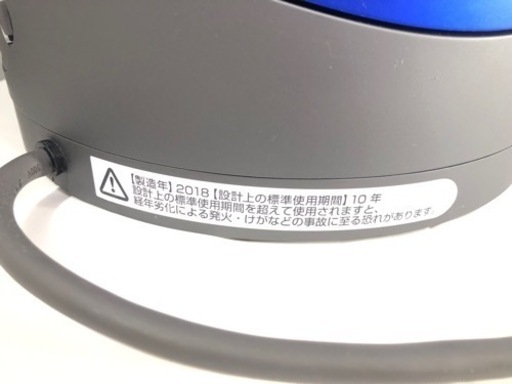 【製造年】2018【設計上の標準使用期間】10年
設計上の標準使用期間を超えて使用されますと、
経年劣化による発火・けがなどの事故に至る恐れがあります。